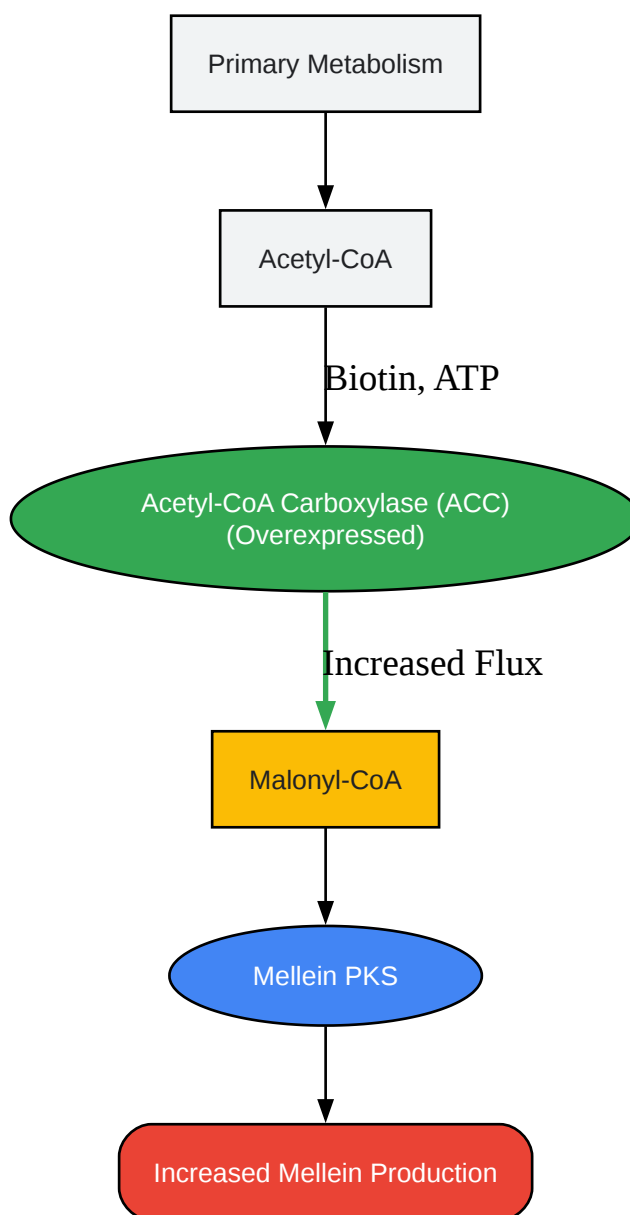 Primary Metabolism
Acetyl-CoA
Biotin, ATP
Acetyl-CoA Carboxylase (ACC)
(Overexpressed)
Increased Flux
Malonyl-CoA
Mellein PKS
Increased Mellein Production